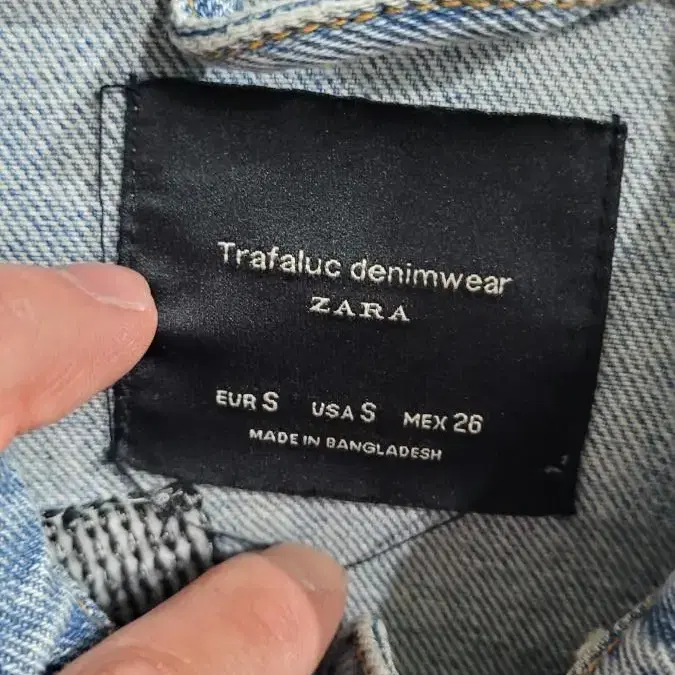 Trafaluc denimwear
ZARA
EUR S USA S MEX 26
MADE IN BANGLADESH